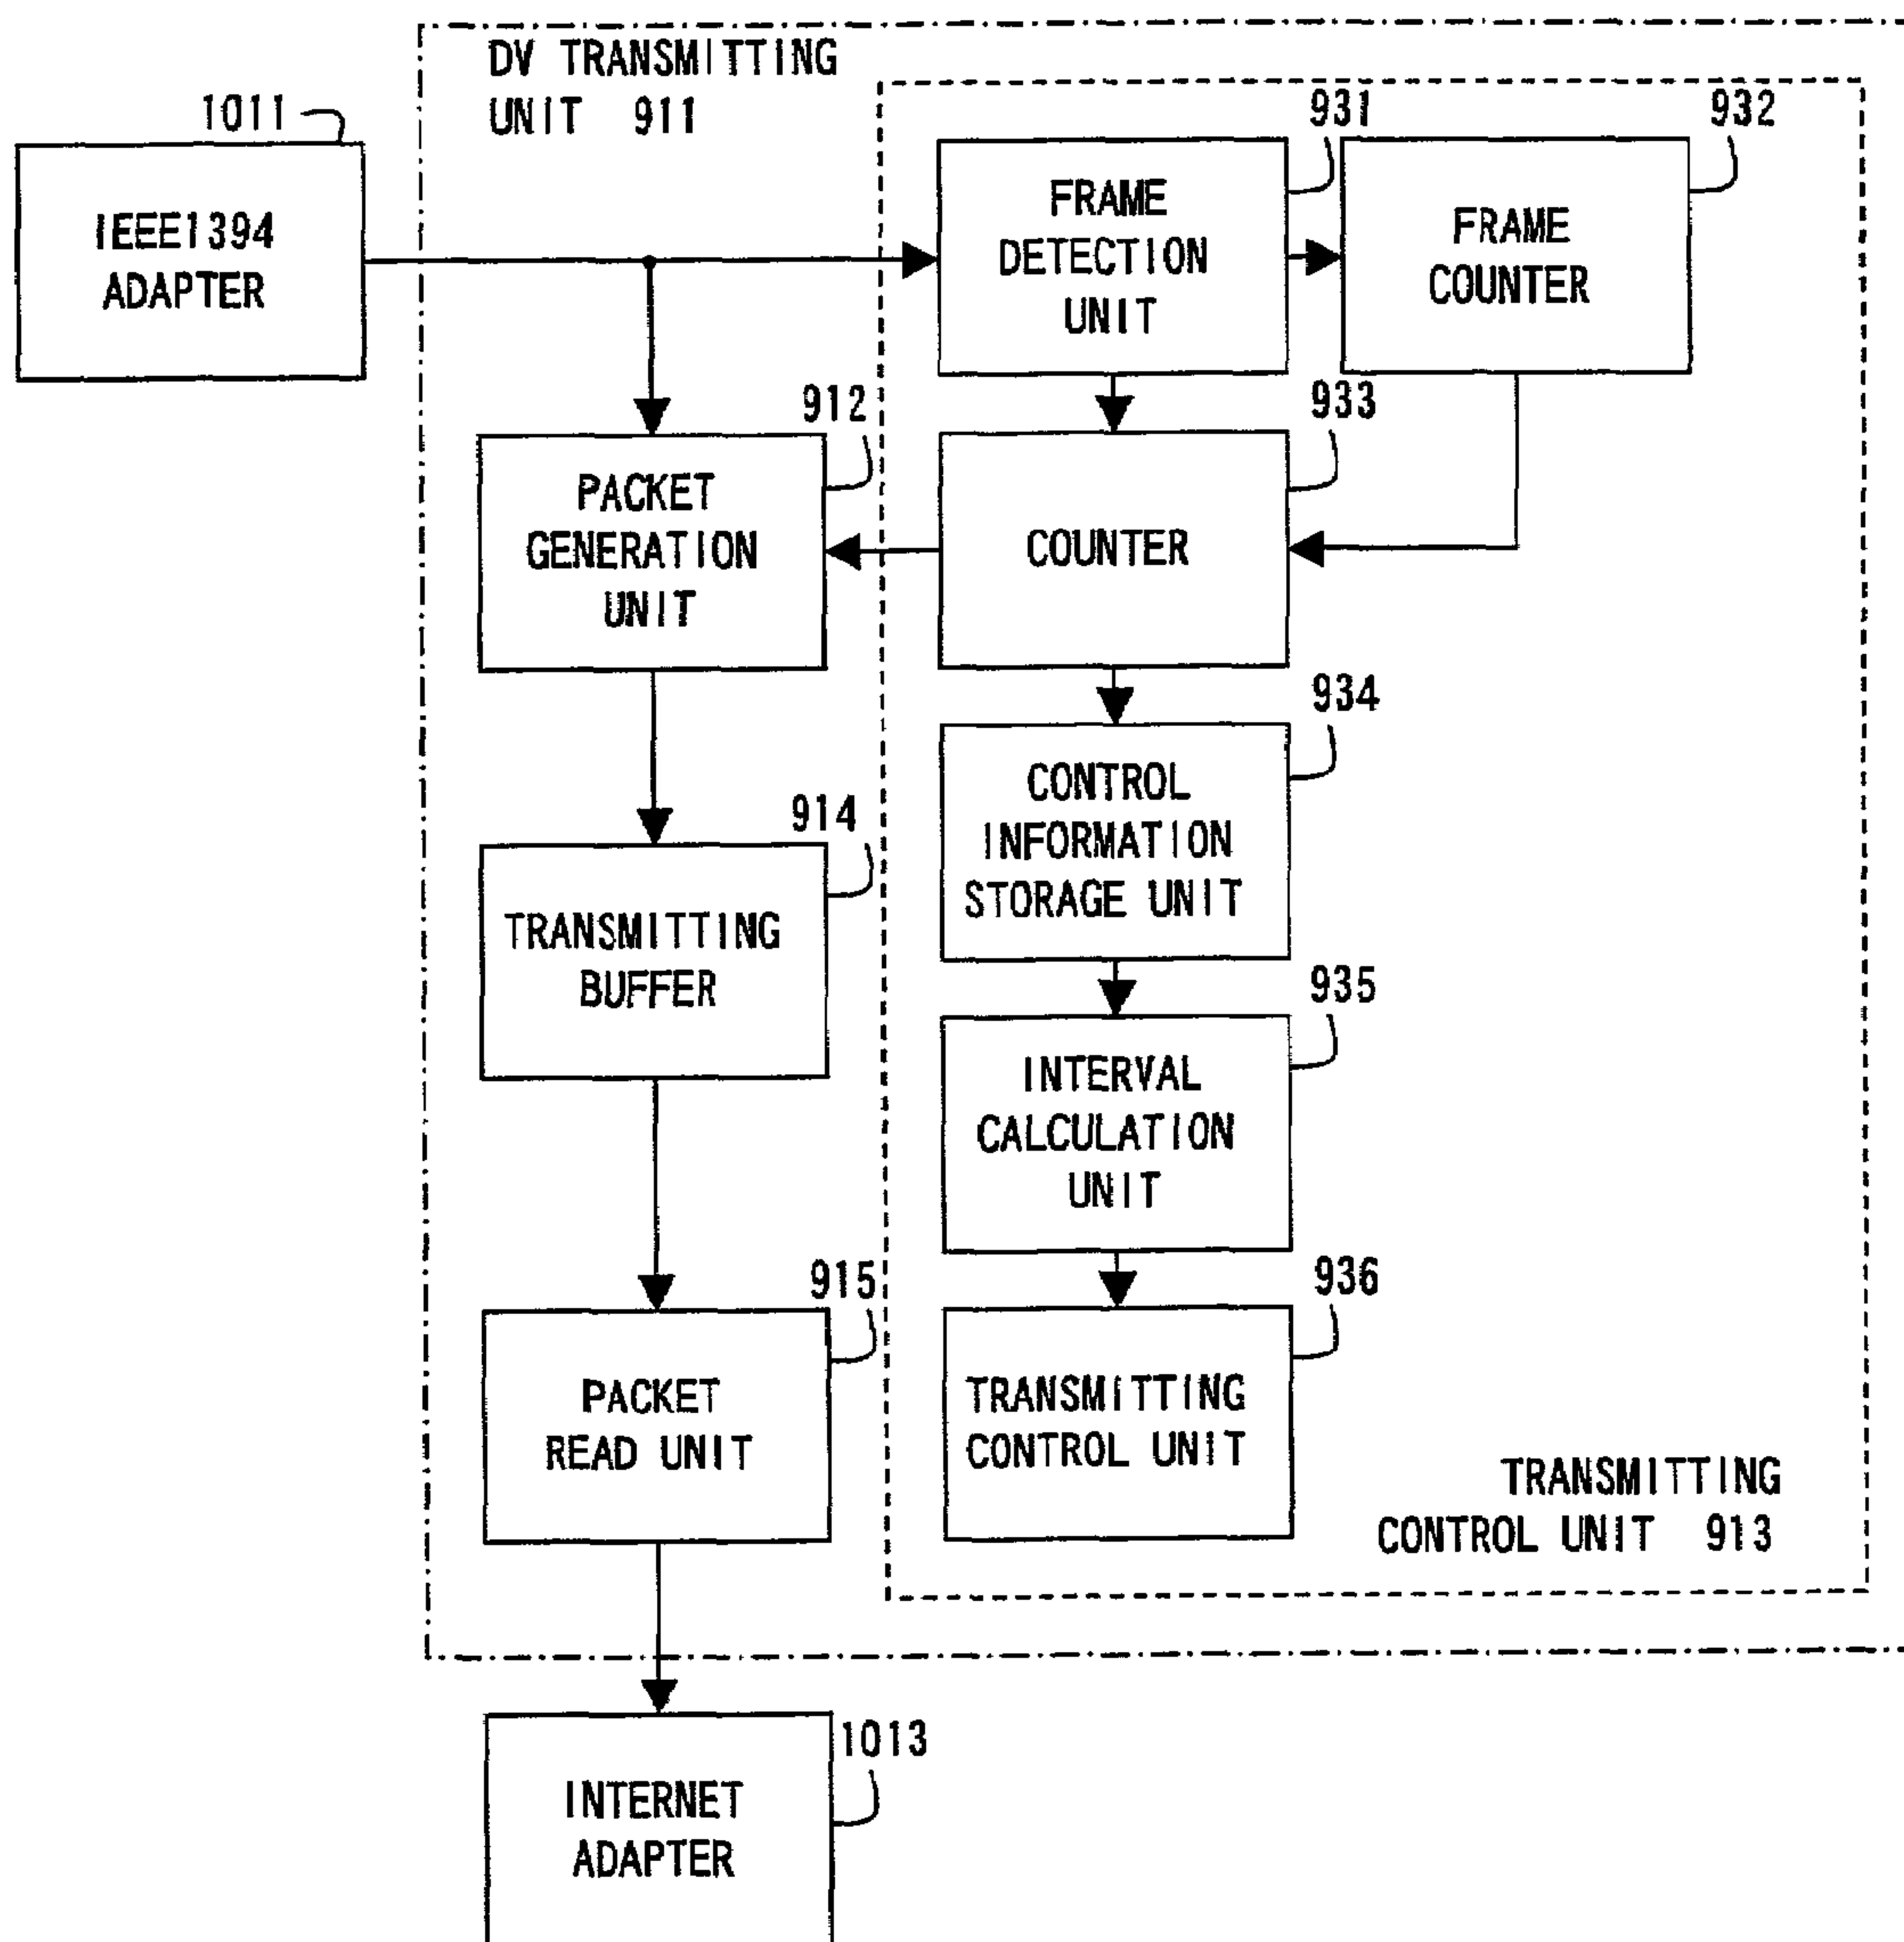 DV TRANSMITTING
UNIT 911
1011
IEEE1394
ADAPTER
931
FRAME
DETECTION
UNIT
932
FRAME
COUNTER
912
PACKET
GENERATION
UNIT
933
COUNTER
934
CONTROL
INFORMATION
STORAGE UNIT
914
TRANSMITTING
BUFFER
935
INTERVAL
CALCULATION
UNIT
915
PACKET
READ UNIT
936
TRANSMITTING
CONTROL UNIT
TRANSMITTING
CONTROL UNIT 913
1013
INTERNET
ADAPTER